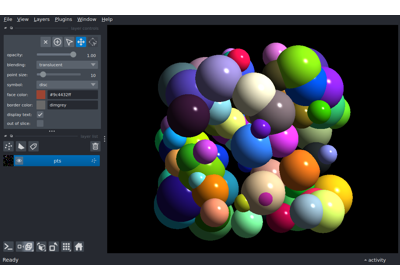 File View Layers Plugins Window Help
opacity: 1.00
blending: translucent
point size: 10
symbol: disc
face color: #9c4432ff
border color: dimgrey
display text:
out of slice:
pts
Ready activity